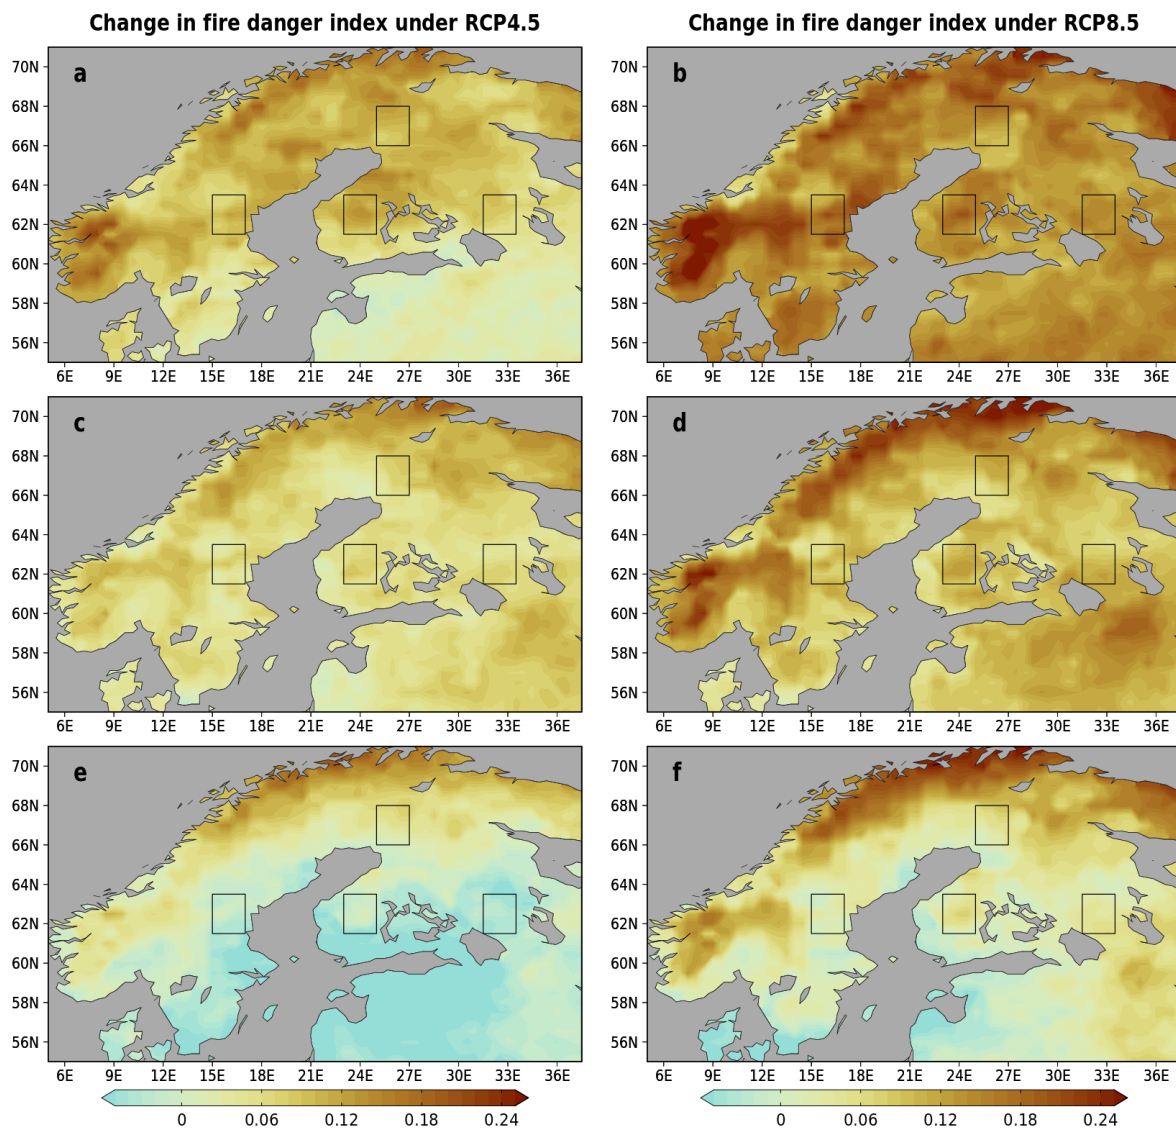 Change in fire danger index under RCP4.5 Change in fire danger index under RCP8.5
a
70N
68N
66N
64N
62N
60N
58N
56N
6E 9E 12E 15E 18E 21E 24E 27E 30E 33E 36E
b
70N
68N
66N
64N
62N
60N
58N
56N
6E 9E 12E 15E 18E 21E 24E 27E 30E 33E 36E
c
70N
68N
66N
64N
62N
60N
58N
56N
6E 9E 12E 15E 18E 21E 24E 27E 30E 33E 36E
d
70N
68N
66N
64N
62N
60N
58N
56N
6E 9E 12E 15E 18E 21E 24E 27E 30E 33E 36E
e
70N
68N
66N
64N
62N
60N
58N
56N
6E 9E 12E 15E 18E 21E 24E 27E 30E 33E 36E
f
70N
68N
66N
64N
62N
60N
58N
56N
6E 9E 12E 15E 18E 21E 24E 27E 30E 33E 36E
0 0.06 0.12 0.18 0.24
0 0.06 0.12 0.18 0.24